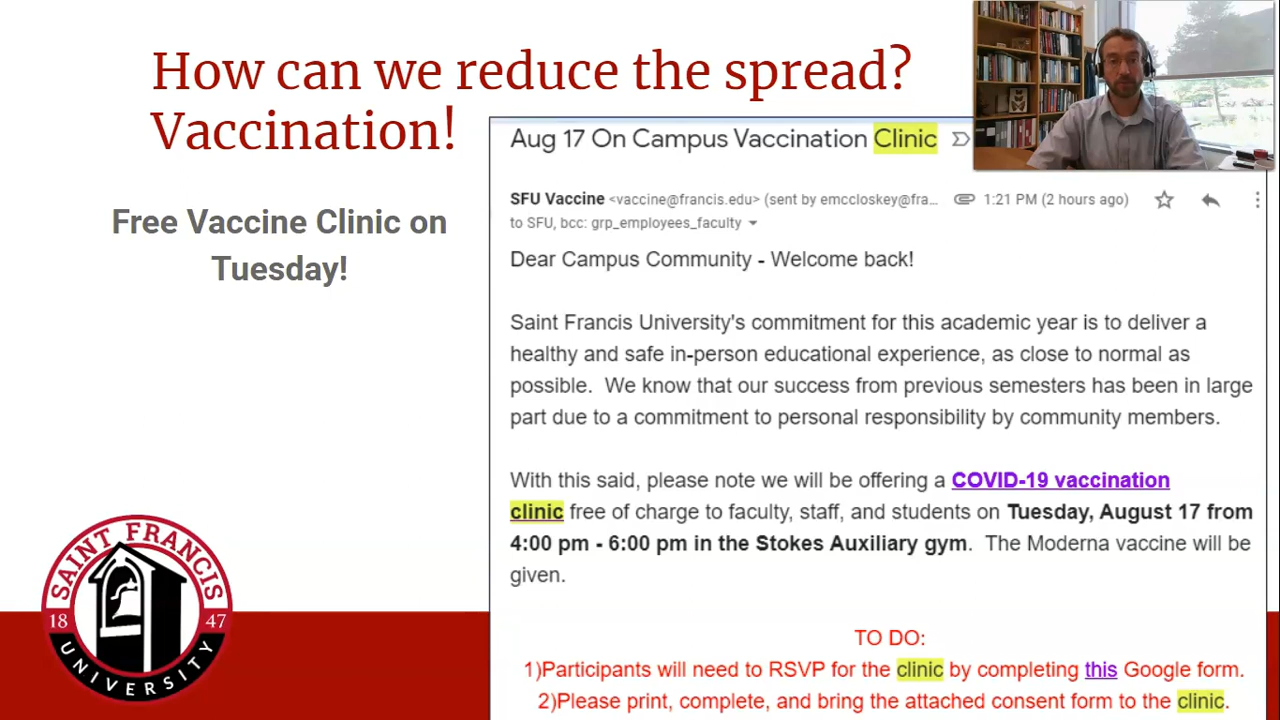 How can we reduce the spread?
Vaccination!
Free Vaccine Clinic on
Tuesday!
Aug 17 On Campus Vaccination Clinic
SFU Vaccine <vaccine@francis.edu> (sent by emccloskey@fra... 1:21 PM (2 hours ago)
to SFU, bcc: grp_employees_faculty
Dear Campus Community - Welcome back!
Saint Francis University's commitment for this academic year is to deliver a
healthy and safe in-person educational experience, as close to normal as
possible.  We know that our success from previous semesters has been in large
part due to a commitment to personal responsibility by community members.
With this said, please note we will be offering a COVID-19 vaccination
clinic free of charge to faculty, staff, and students on Tuesday, August 17 from
4:00 pm - 6:00 pm in the Stokes Auxiliary gym.  The Moderna vaccine will be
given.
TO DO:
1)Participants will need to RSVP for the clinic by completing this Google form.
2)Please print, complete, and bring the attached consent form to the clinic.
SAINT FRANCIS
18 47
UNIVERSITY